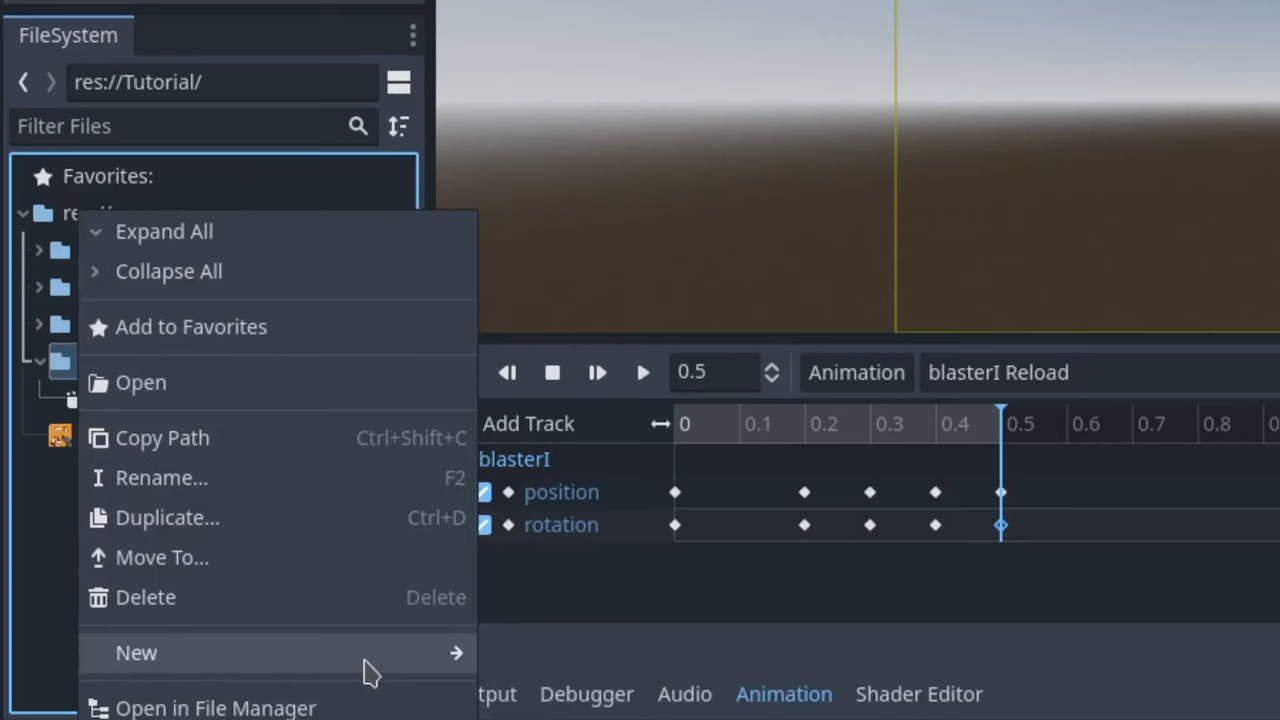 FileSystem
res://Tutorial/
Filter Files
Favorites:
Expand All
Collapse All
Add to Favorites
Open
Copy Path Ctrl+Shift+C
Rename... F2
Duplicate... Ctrl+D
Move To...
Delete Delete
New
Open in File Manager
0.5 Animation blasterI Reload
Add Track 0 0.1 0.2 0.3 0.4 0.5 0.6 0.7 0.8
blasterI
position
rotation
Debugger Audio Animation Shader Editor